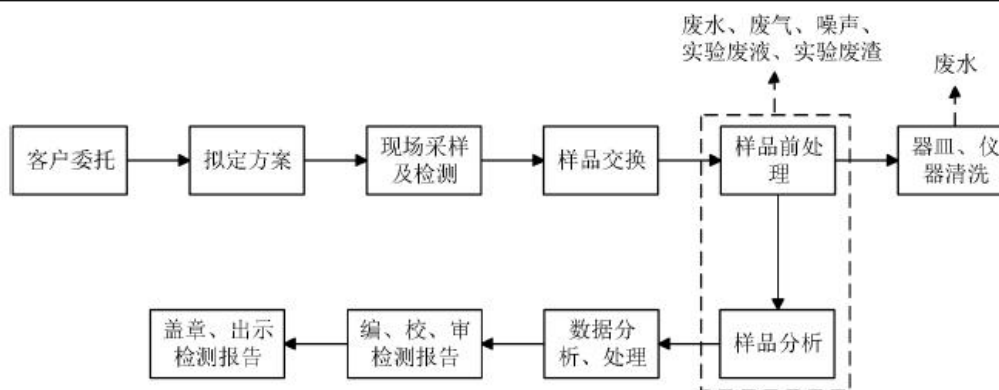 废水、废气、噪声、
实验废液、实验废渣
废水
客户委托
拟定方案
现场采样
及检测
样品交换
样品前处
理
器皿、仪
器清洗
盖章、出示
检测报告
编、校、审
检测报告
数据分
析、处理
样品分析